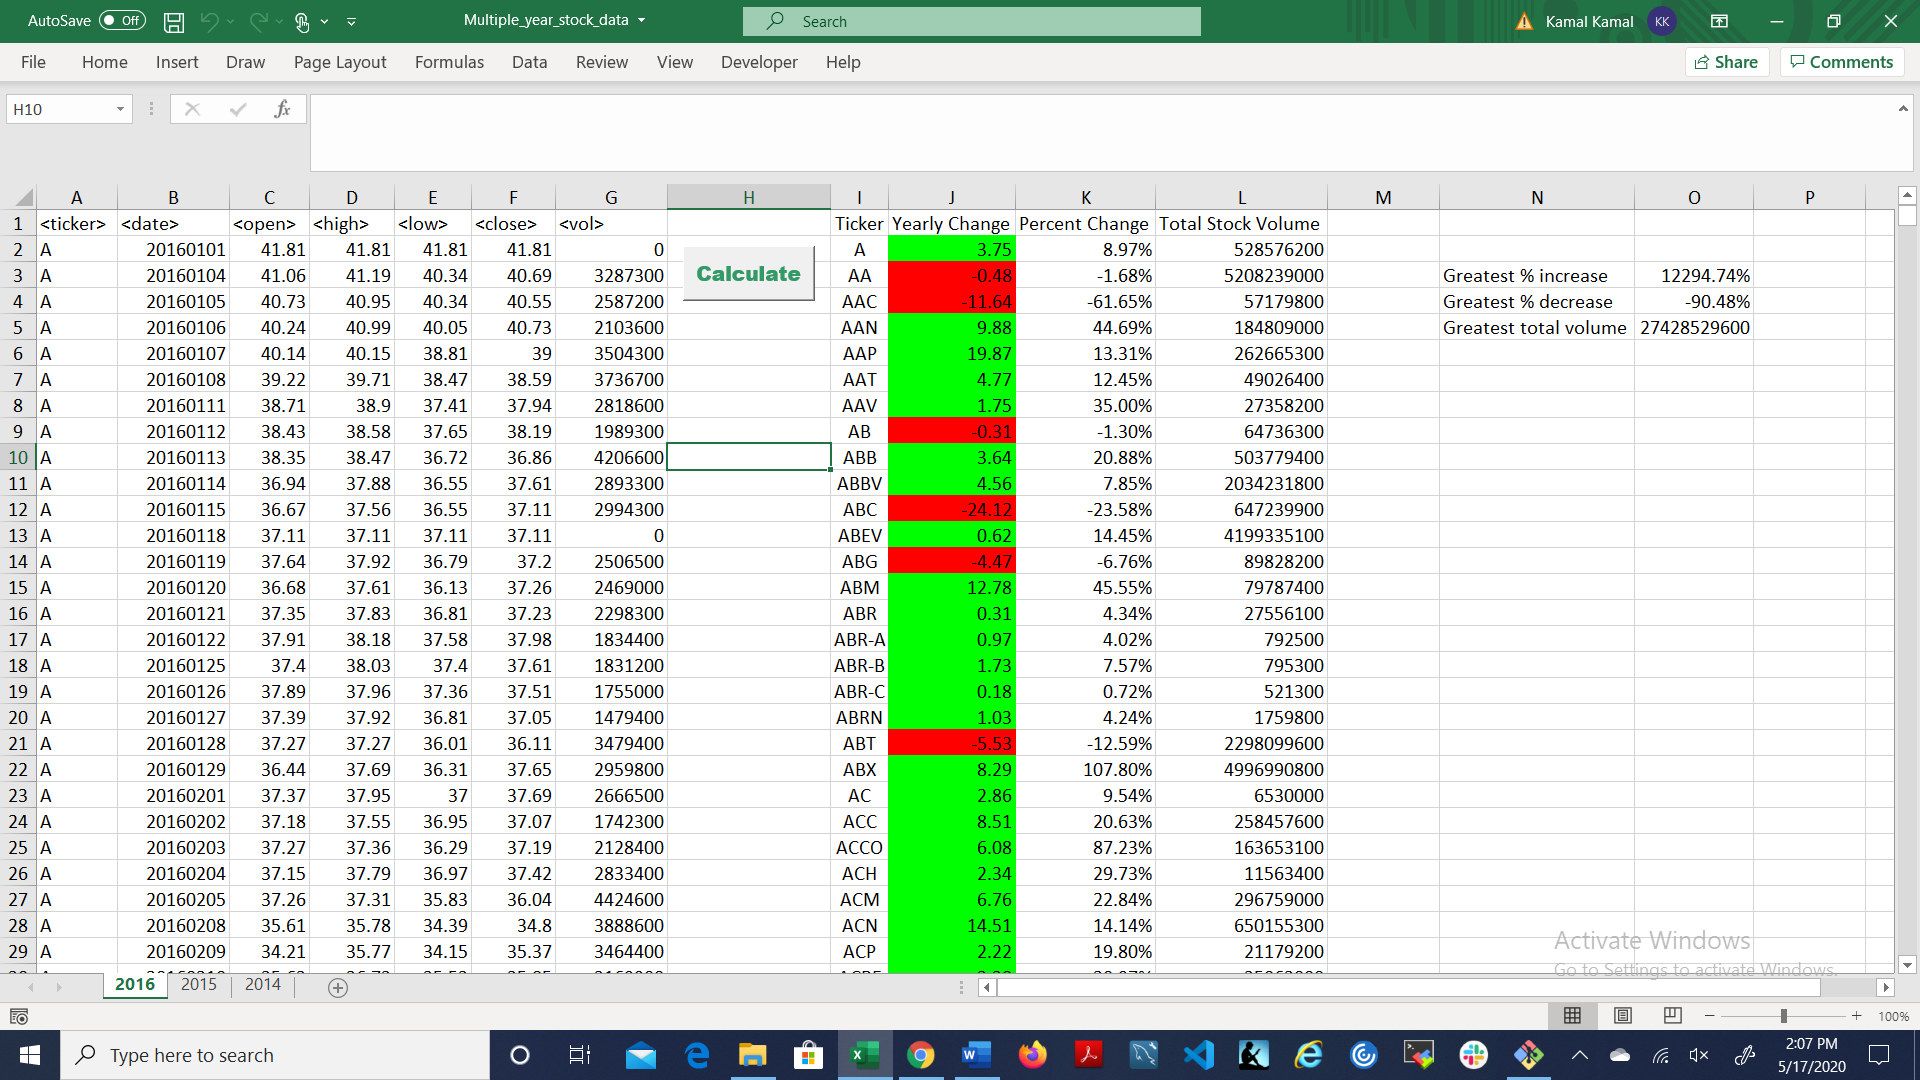 AutoSave Off Multiple_year_stock_data Search Kamal Kamal KK
File Home Insert Draw Page Layout Formulas Data Review View Developer Help Share Comments
H10 fx
A B C D E F G H I J K L M N O P
1 <ticker> <date> <open> <high> <low> <close> <vol> Ticker Yearly Change Percent Change Total Stock Volume
2 A 20160101 41.81 41.81 41.81 41.81 0 A 3.75 8.97% 528576200
Calculate
3 A 20160104 41.06 41.19 40.34 40.69 3287300 AA -0.48 -1.68% 5208239000 Greatest % increase 12294.74%
4 A 20160105 40.73 40.95 40.34 40.55 2587200 AAC -11.64 -61.65% 57179800 Greatest % decrease -90.48%
5 A 20160106 40.24 40.99 40.05 40.73 2103600 AAN 9.88 44.69% 184809000 Greatest total volume 27428529600
6 A 20160107 40.14 40.15 38.81 39 3504300 AAP 19.87 13.31% 262665300
7 A 20160108 39.22 39.71 38.47 38.59 3736700 AAT 4.77 12.45% 49026400
8 A 20160111 38.71 38.9 37.41 37.94 2818600 AAV 1.75 35.00% 27358200
9 A 20160112 38.43 38.58 37.65 38.19 1989300 AB -0.31 -1.30% 64736300
10 A 20160113 38.35 38.47 36.72 36.86 4206600 ABB 3.64 20.88% 503779400
11 A 20160114 36.94 37.88 36.55 37.61 2893300 ABBV 4.56 7.85% 2034231800
12 A 20160115 36.67 37.56 36.55 37.11 2994300 ABC -24.12 -23.58% 647239900
13 A 20160118 37.11 37.11 37.11 37.11 0 ABEV 0.62 14.45% 4199335100
14 A 20160119 37.64 37.92 36.79 37.2 2506500 ABG -4.47 -6.76% 89828200
15 A 20160120 36.68 37.61 36.13 37.26 2469000 ABM 12.78 45.55% 79787400
16 A 20160121 37.35 37.83 36.81 37.23 2298300 ABR 0.31 4.34% 27556100
17 A 20160122 37.91 38.18 37.58 37.98 1834400 ABR-A 0.97 4.02% 792500
18 A 20160125 37.4 38.03 37.4 37.61 1831200 ABR-B 1.73 7.57% 795300
19 A 20160126 37.89 37.96 37.36 37.51 1755000 ABR-C 0.18 0.72% 521300
20 A 20160127 37.39 37.92 36.81 37.05 1479400 ABRN 1.03 4.24% 1759800
21 A 20160128 37.27 37.27 36.01 36.11 3479400 ABT -5.53 -12.59% 2298099600
22 A 20160129 36.44 37.69 36.31 37.65 2959800 ABX 8.29 107.80% 4996990800
23 A 20160201 37.37 37.95 37 37.69 2666500 AC 2.86 9.54% 6530000
24 A 20160202 37.18 37.55 36.95 37.07 1742300 ACC 8.51 20.63% 258457600
25 A 20160203 37.27 37.36 36.29 37.19 2128400 ACCO 6.08 87.23% 163653100
26 A 20160204 37.15 37.79 36.97 37.42 2833400 ACH 2.34 29.73% 11563400
27 A 20160205 37.26 37.31 35.83 36.04 4424600 ACM 6.76 22.84% 296759000
28 A 20160208 35.61 35.78 34.39 34.8 3888600 ACN 14.51 14.14% 650155300
29 A 20160209 34.21 35.77 34.15 35.37 3464400 ACP 2.22 19.80% 21179200
Activate Windows
Go to Settings to activate Windows.
2016 2015 2014
100%
Type here to search
2:07 PM
5/17/2020